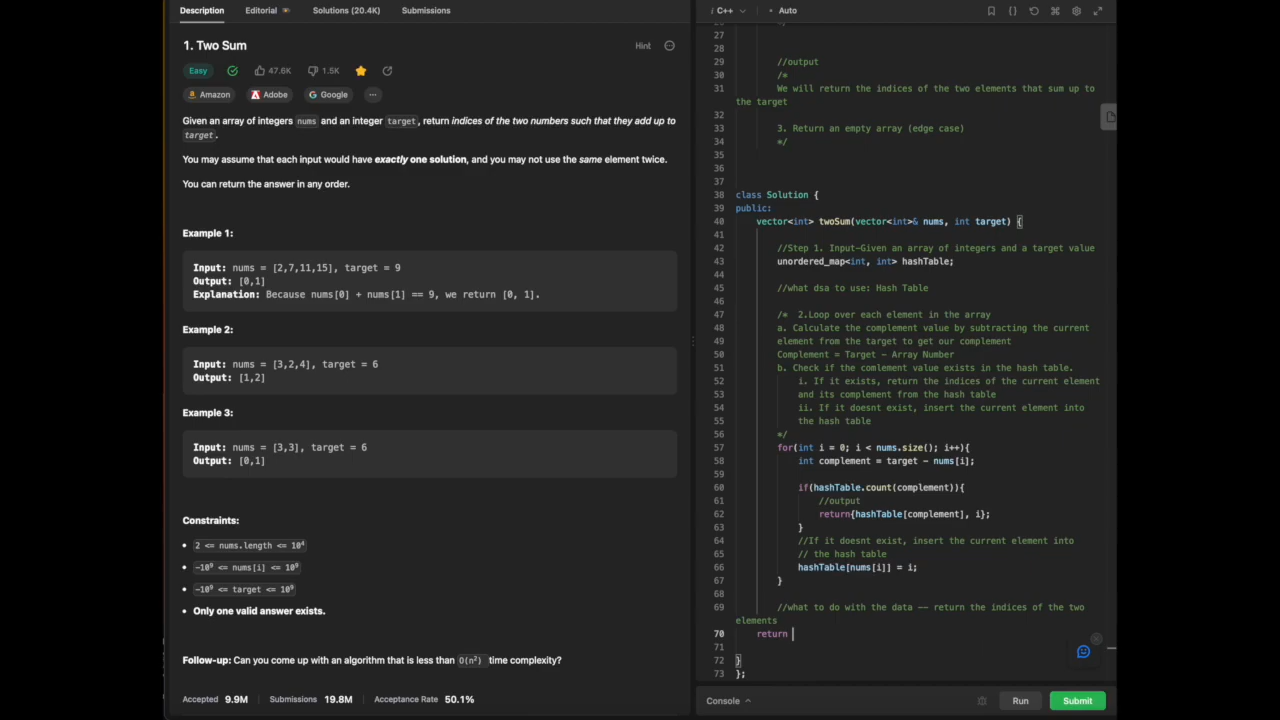 Description
Editorial
Solutions (20.4K)
Submissions
1. Two Sum
Hint
Easy
47.6K
1.5K
Amazon
Adobe
Google
Given an array of integers nums and an integer target, return indices of the two numbers such that they add up to
target.
You may assume that each input would have exactly one solution, and you may not use the same element twice.
You can return the answer in any order.
Example 1:
Input: nums = [2,7,11,15], target = 9
Output: [0,1]
Explanation: Because nums[0] + nums[1] == 9, we return [0, 1].
Example 2:
Input: nums = [3,2,4], target = 6
Output: [1,2]
Example 3:
Input: nums = [3,3], target = 6
Output: [0,1]
Constraints:
2 <= nums.length <= 10⁴
-10⁹ <= nums[i] <= 10⁹
-10⁹ <= target <= 10⁹
Only one valid answer exists.
Follow-up: Can you come up with an algorithm that is less than O(n²) time complexity?
Accepted 9.9M
Submissions 19.8M
Acceptance Rate 50.1%
i C++
Auto
27
28
29 //output
30 /*
31 We will return the indices of the two elements that sum up to
the target
32
33 3. Return an empty array (edge case)
34 */
35
36
37
38 class Solution {
39 public:
40 vector<int> twoSum(vector<int>& nums, int target) {
41
42 //Step 1. Input-Given an array of integers and a target value
43 unordered_map<int, int> hashTable;
44
45 //what dsa to use: Hash Table
46
47 /* 2.Loop over each element in the array
48 a. Calculate the complement value by subtracting the current
49 element from the target to get our complement
50 Complement = Target - Array Number
51 b. Check if the comlement value exists in the hash table.
52 i. If it exists, return the indices of the current element
53 and its complement from the hash table
54 ii. If it doesnt exist, insert the current element into
55 the hash table
56 */
57 for(int i = 0; i < nums.size(); i++){
58 int complement = target - nums[i];
59
60 if(hashTable.count(complement)){
61 //output
62 return{hashTable[complement], i};
63 }
64 //If it doesnt exist, insert the current element into
65 // the hash table
66 hashTable[nums[i]] = i;
67 }
68
69 //what to do with the data -- return the indices of the two
elements
70 return
71
72 }
73 };
Console
Run
Submit